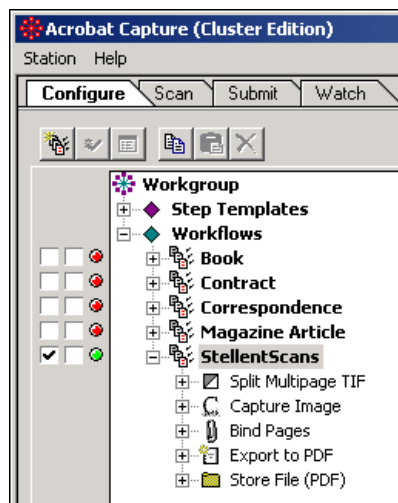 Acrobat Capture (Cluster Edition)
Station Help
Configure Scan Submit Watch
Workgroup
Step Templates
Workflows
Book
Contract
Correspondence
Magazine Article
StellentScans
Split Multipage TIF
Capture Image
Bind Pages
Export to PDF
Store File (PDF)